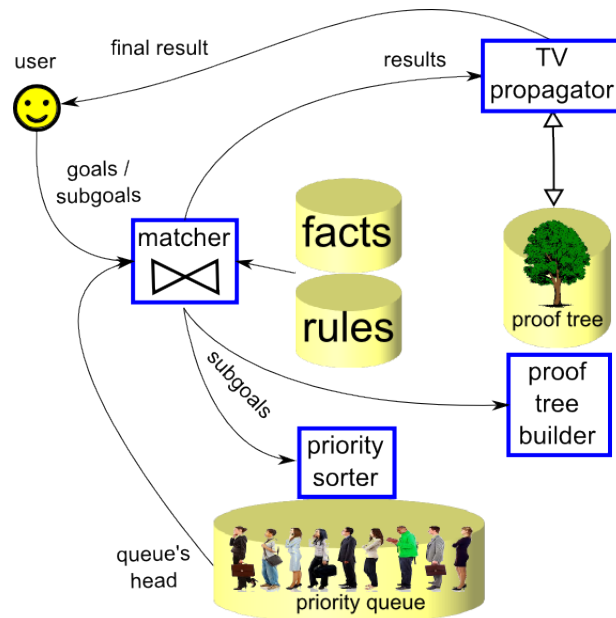 final result
user
results
TV
propagator
goals /
subgoals
matcher
facts
rules
proof tree
subgoals
proof
tree
builder
priority
sorter
queue's
head
priority queue